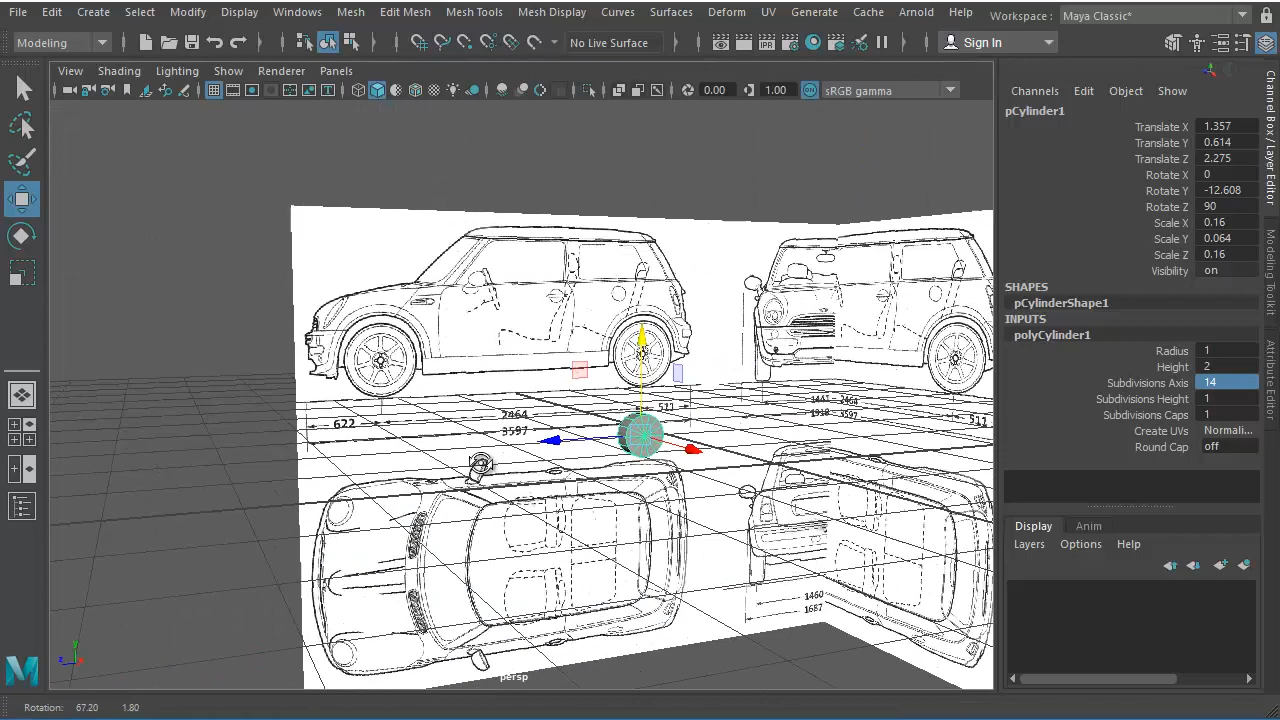 File Edit Create Select Modify Display Windows Mesh Edit Mesh Mesh Tools Mesh Display Curves Surfaces Deform UV Generate Cache Arnold Help Workspace : Maya Classic*
Modeling No Live Surface Sign In
View Shading Lighting Show Renderer Panels
0.00 1.00 ON sRGB gamma
IPR
Channels Edit Object Show
pCylinder1
Translate X 1.357
Translate Y 0.614
Translate Z 2.275
Rotate X 0
Rotate Y -12.608
Rotate Z 90
Scale X 0.16
Scale Y 0.064
Scale Z 0.16
Visibility on
SHAPES
pCylinderShape1
INPUTS
polyCylinder1
Radius 1
Height 2
Subdivisions Axis 14
Subdivisions Height 1
Subdivisions Caps 1
Create UVs Normali...
Round Cap off
Display Anim
Layers Options Help
Channel Box / Layer Editor
Modeling Toolkit
Attribute Editor
622
2464
3597
511
2464
3597
511
1460
1687
y
z
persp
M
Rotation: 67.20 1.80